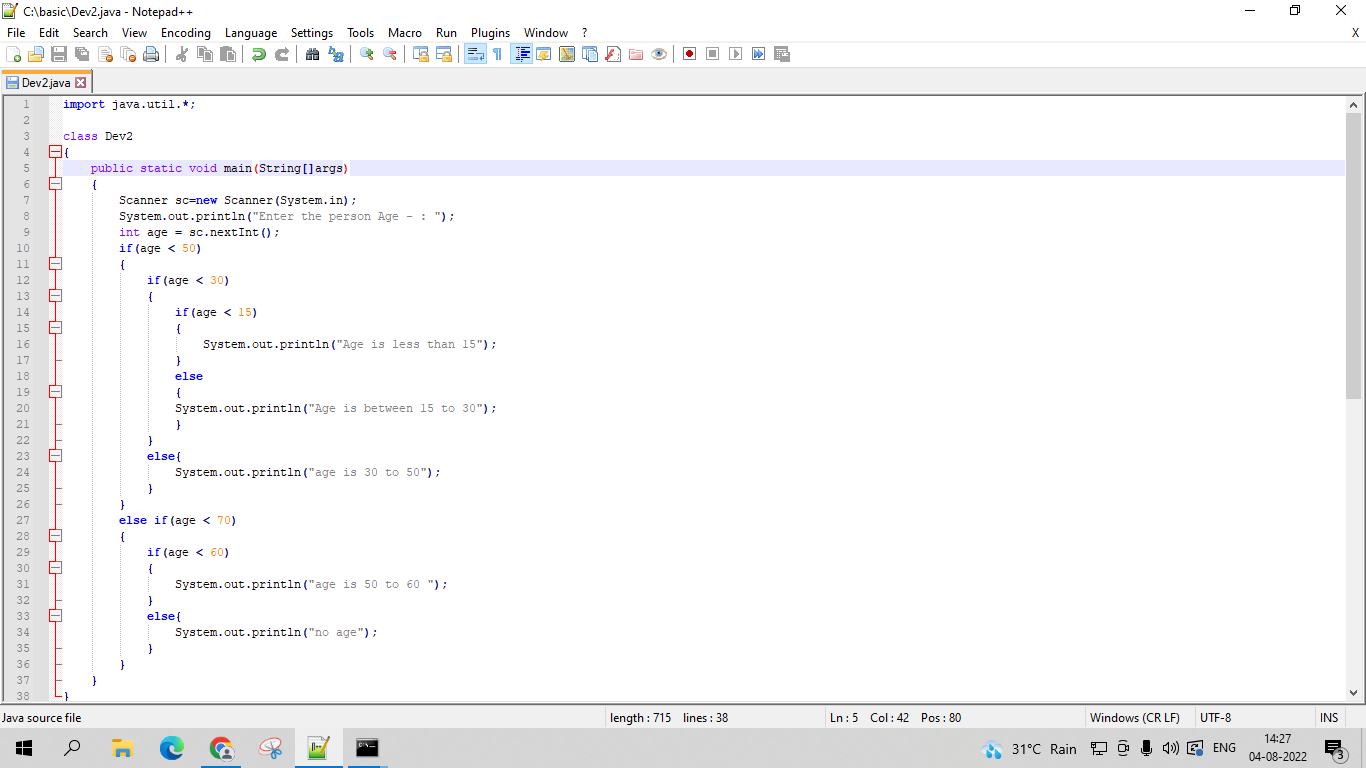 C:\basic\Dev2.java - Notepad++
File Edit Search View Encoding Language Settings Tools Macro Run Plugins Window ? X
Dev2.java
1 import java.util.*;
2
3 class Dev2
4 {
5 public static void main(String[]args)
6 {
7 Scanner sc=new Scanner(System.in);
8 System.out.println("Enter the person Age - : ");
9 int age = sc.nextInt();
10 if(age < 50)
11 {
12 if(age < 30)
13 {
14 if(age < 15)
15 {
16 System.out.println("Age is less than 15");
17 }
18 else
19 {
20 System.out.println("Age is between 15 to 30");
21 }
22 }
23 else{
24 System.out.println("age is 30 to 50");
25 }
26 }
27 else if(age < 70)
28 {
29 if(age < 60)
30 {
31 System.out.println("age is 50 to 60 ");
32 }
33 else{
34 System.out.println("no age");
35 }
36 }
37 }
38 }
Java source file length : 715 lines : 38 Ln : 5 Col : 42 Pos : 80 Windows (CR LF) UTF-8 INS
31°C Rain ENG 14:27
04-08-2022 3